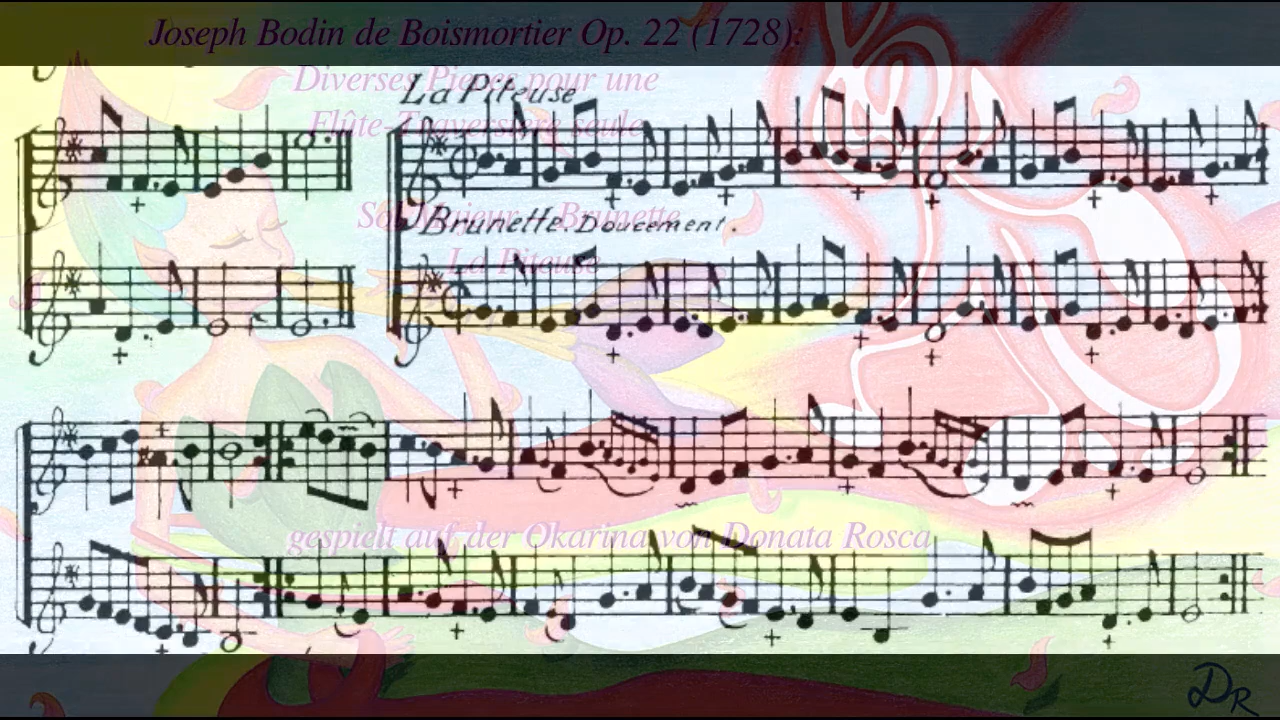 Joseph Bodin de Boismortier Op. 22 (1728):
Diverses Pieces pour une
La Piteuse
Flûte-Traversiere seule
Brunette
Brunette. Doucement.
La Piteuse
gespielt auf der Okarina von Donata Rosca
DR